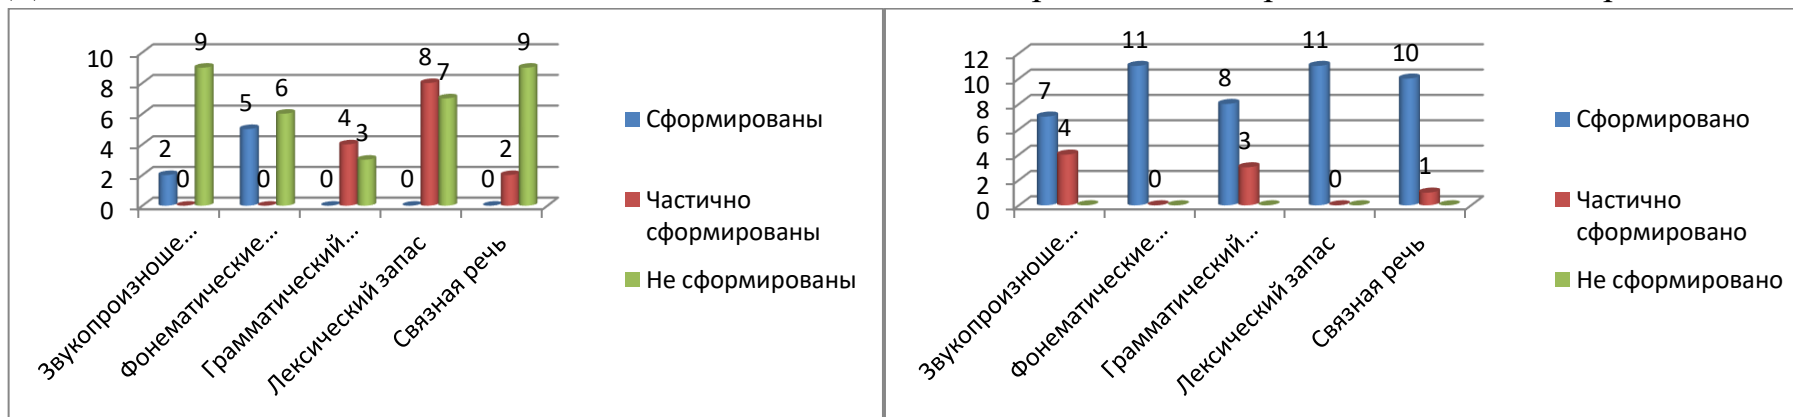 10
8
6
4
2
0
2
0
9
5
0
6
0
4
3
0
8
7
0
2
9
Звукопроизноше...
Фонематические...
Грамматический...
Лексический запас
Связная речь
Сформированы
Частично
сформированы
Не сформированы
12
10
8
6
4
2
0
7
4
11
0
8
3
11
0
10
1
Звукопроизноше...
Фонематические...
Грамматический...
Лексический запас
Связная речь
Сформировано
Частично
сформировано
Не сформировано